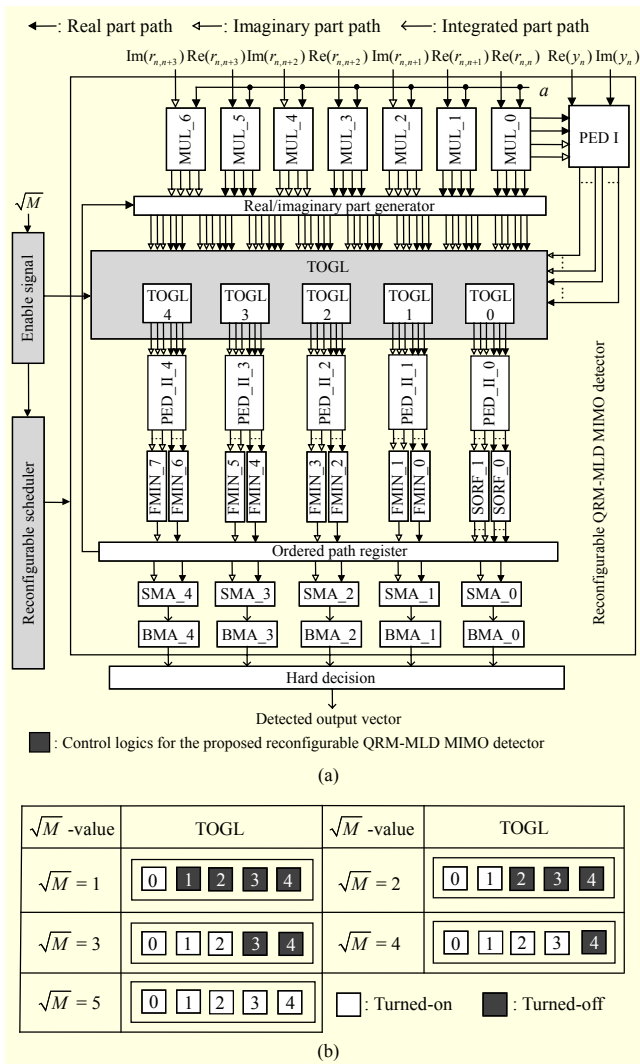 : Real part path : Imaginary part path : Integrated part path
Im(r_{n,n+3}) Re(r_{n,n+3}) Im(r_{n,n+2}) Re(r_{n,n+2}) Im(r_{n,n+1}) Re(r_{n,n+1}) Re(r_{n,n}) Re(y_n) Im(y_n)
a
MUL_6 MUL_5 MUL_4 MUL_3 MUL_2 MUL_1 MUL_0 PED I
√M
Real/imaginary part generator
Enable signal
TOGL
TOGL 4 TOGL 3 TOGL 2 TOGL 1 TOGL 0
PED_II_4 PED_II_3 PED_II_2 PED_II_1 PED_II_0
Reconfigurable QRM-MLD MIMO detector
Reconfigurable scheduler
FMIN_7 FMIN_6 FMIN_5 FMIN_4 FMIN_3 FMIN_2 FMIN_1 FMIN_0 SORF_1 SORF_0
Ordered path register
SMA_4 SMA_3 SMA_2 SMA_1 SMA_0
BMA_4 BMA_3 BMA_2 BMA_1 BMA_0
Hard decision
Detected output vector
: Control logics for the proposed reconfigurable QRM-MLD MIMO detector
(a)
√M -value TOGL √M -value TOGL
√M = 1 0 1 2 3 4 √M = 2 0 1 2 3 4
√M = 3 0 1 2 3 4 √M = 4 0 1 2 3 4
√M = 5 0 1 2 3 4 : Turned-on : Turned-off
(b)